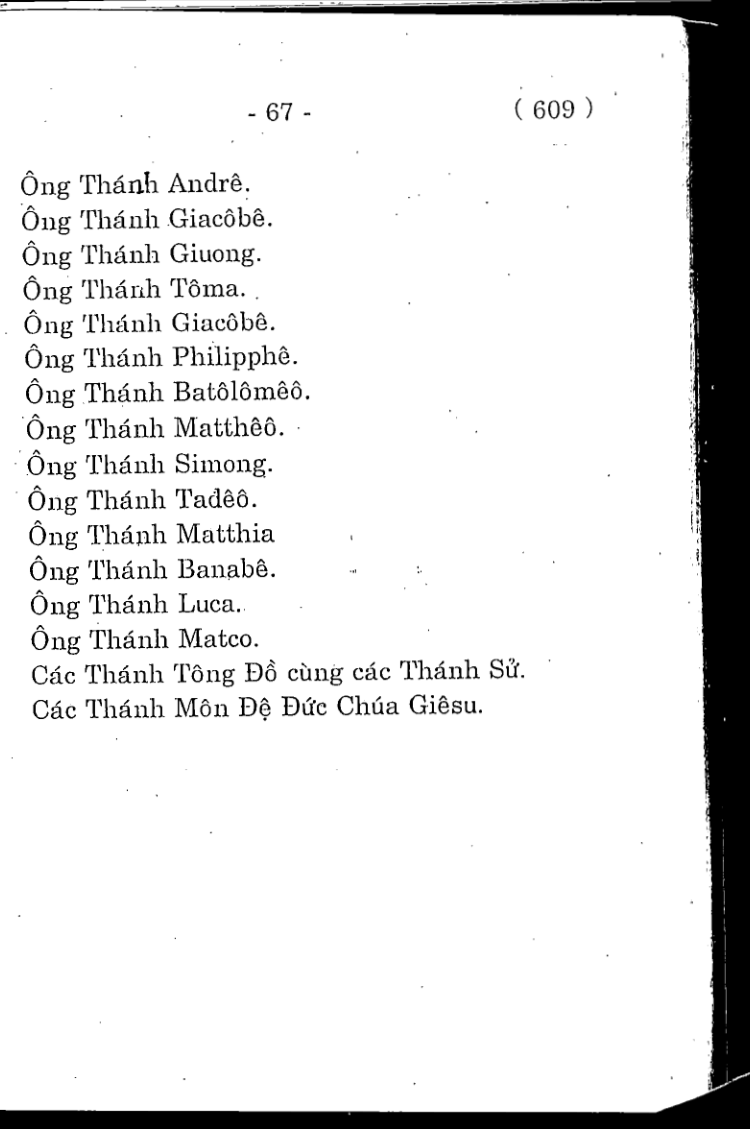 - 67 - ( 609 )
Ông Thánh Andrê.
Ông Thánh Giacôbê.
Ông Thánh Giuong.
Ông Thánh Tôma.
Ông Thánh Giacôbê.
Ông Thánh Philipphê.
Ông Thánh Batôlômêô.
Ông Thánh Matthêô.
Ông Thánh Simong.
Ông Thánh Tadêô.
Ông Thánh Matthia
Ông Thánh Banabê.
Ông Thánh Luca.
Ông Thánh Matco.
Các Thánh Tông Đồ cùng các Thánh Sử.
Các Thánh Môn Đệ Đức Chúa Giêsu.